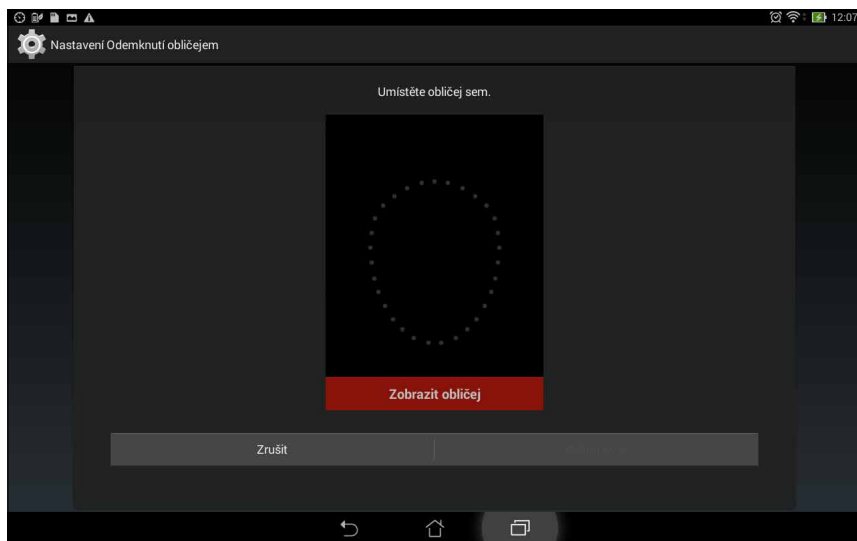 12:07
Nastavení Odemknutí obličejem
Umístěte obličej sem.
Zobrazit obličej
Zrušit